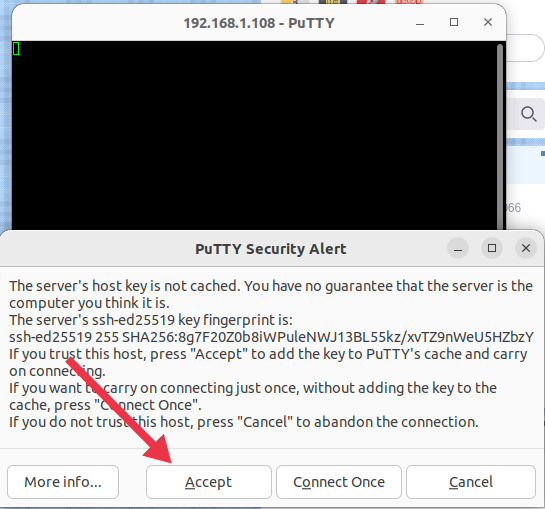 192.168.1.108 - PuTTY
966
PuTTY Security Alert
The server's host key is not cached. You have no guarantee that the server is the
computer you think it is.
The server's ssh-ed25519 key fingerprint is:
ssh-ed25519 255 SHA256:8g7F20Z0b8iWPuleNWJ13BL55kz/xvTZ9nWeU5HZbzY
If you trust this host, press "Accept" to add the key to PuTTY's cache and carry
on connecting.
If you want to carry on connecting just once, without adding the key to the
cache, press "Connect Once".
If you do not trust this host, press "Cancel" to abandon the connection.
More info...
Accept
Connect Once
Cancel